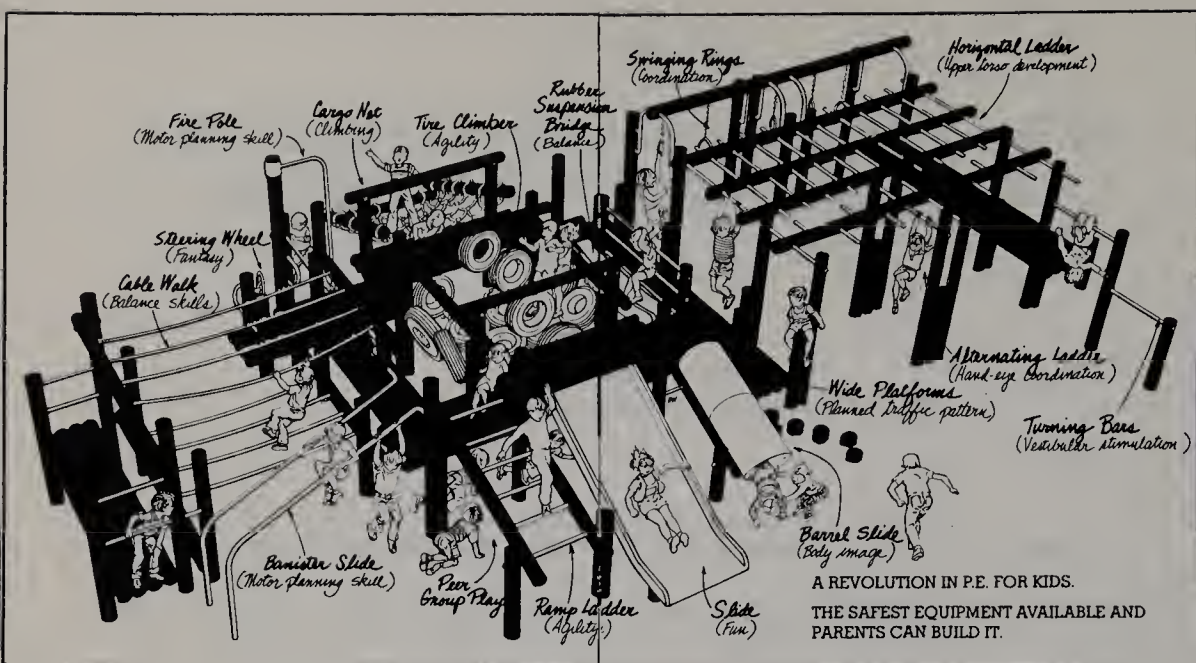 Fire Pole
(Motor planning skill)
Cargo Net
(Climbing)
Tire Climber
(Agility)
Rubber
Suspension
Bridge
(Balance)
Swinging Rings
(Coordination)
Horizontal Ladder
(Upper torso development)
Steering Wheel
(Fantasy)
Cable Walk
(Balance skills)
Alternating Ladder
(Hand-eye coordination)
Wide Platforms
(Planned traffic pattern)
Turning Bars
(Vestibular stimulation)
Banister Slide
(Motor planning skill)
Peer
Group Play
Ramp Ladder
(Agility)
Slide
(Fun)
Barrel Slide
(Body image)
A REVOLUTION IN P.E. FOR KIDS.
THE SAFEST EQUIPMENT AVAILABLE AND
PARENTS CAN BUILD IT.